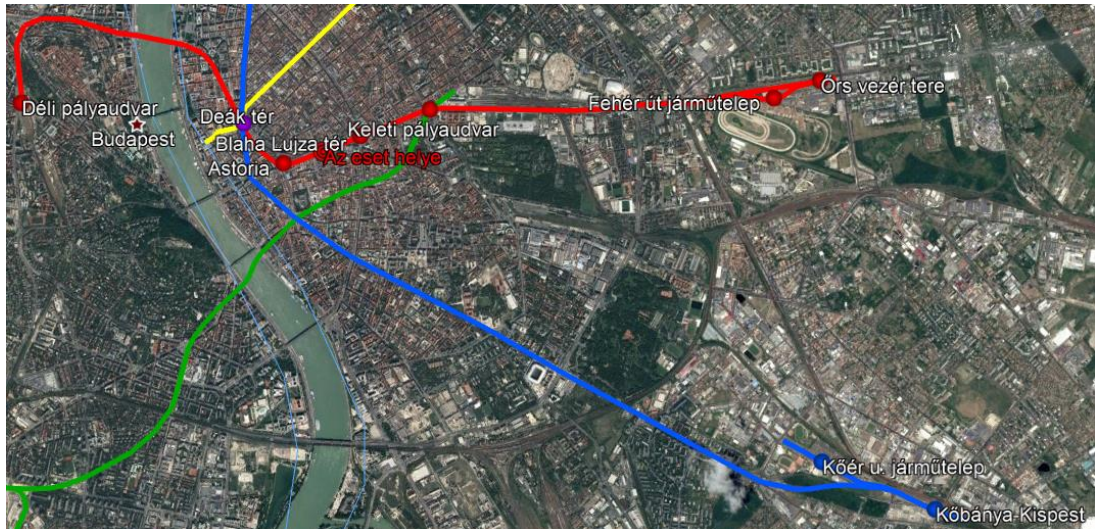 Déli pályaudvar
Budapest
Deák tér
Blaha Lujza tér
Astoria
Az eset helye
Keleti pályaudvar
Fehér út járműtelep
Örs vezér tere
Kőér u. járműtelep
Kőbánya-Kispest